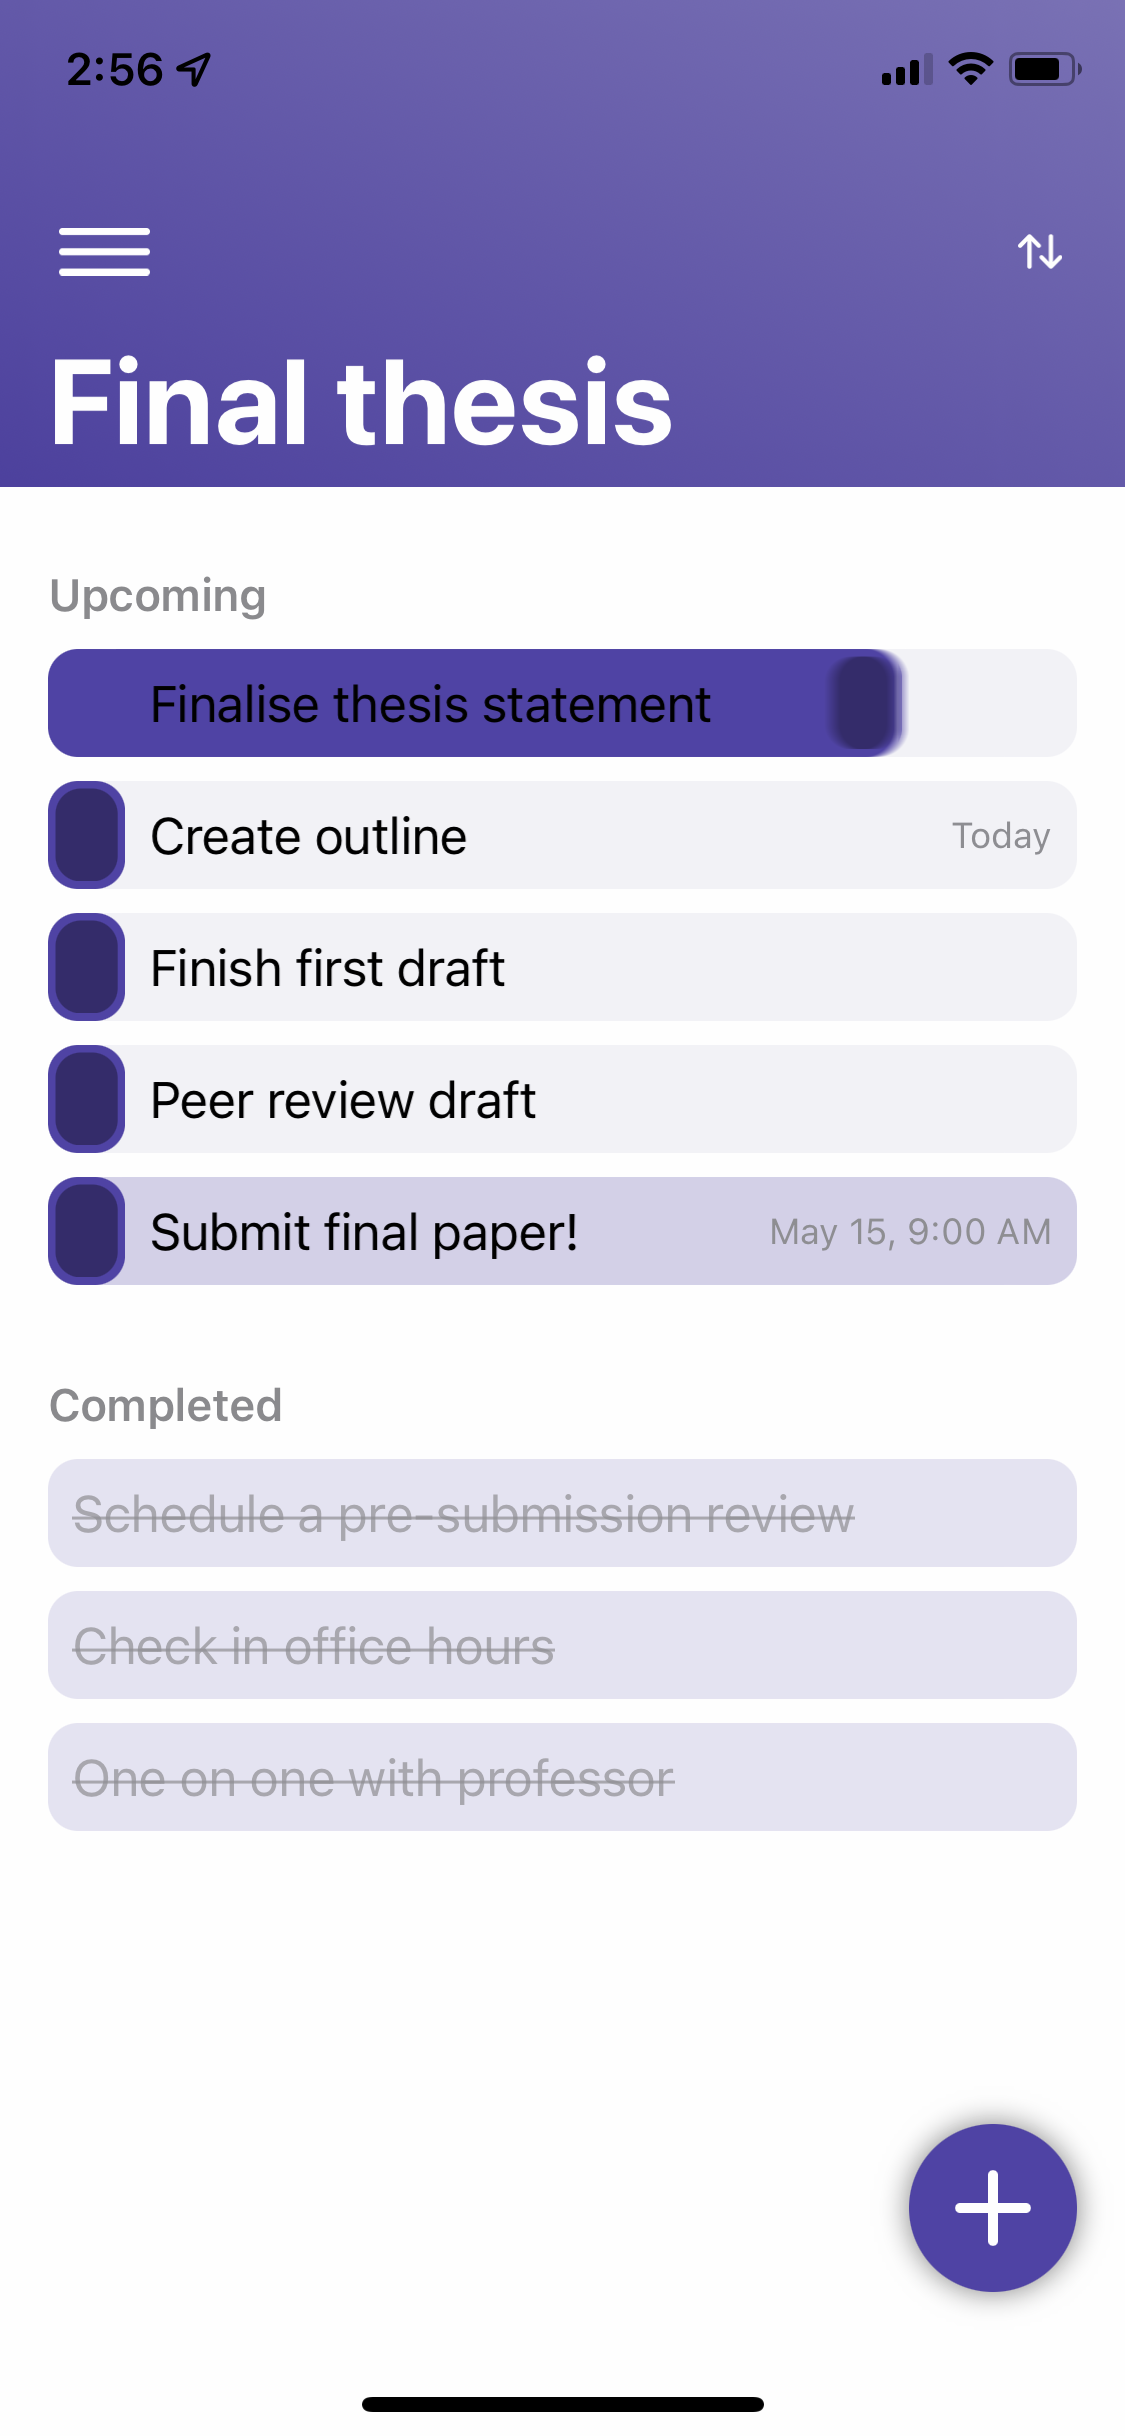 2:56
Final thesis
Upcoming
Finalise thesis statement
Create outline
Today
Finish first draft
Peer review draft
Submit final paper!
May 15, 9:00 AM
Completed
Schedule a pre-submission review
Check in office hours
One on one with professor